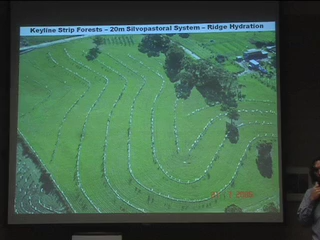 Keyline Strip Forests – 20m Silvopastoral System – Ridge Hydration